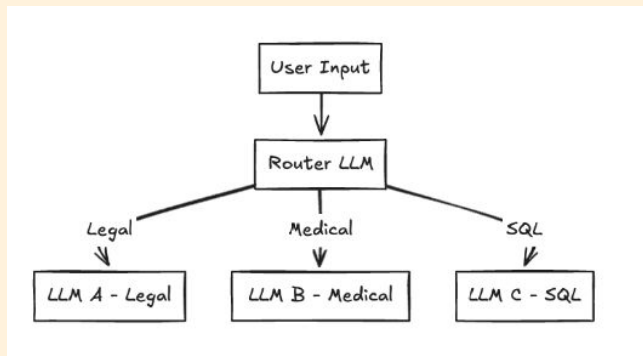 User Input
Router LLM
Legal
Medical
SQL
LLM A - Legal
LLM B - Medical
LLM C - SQL